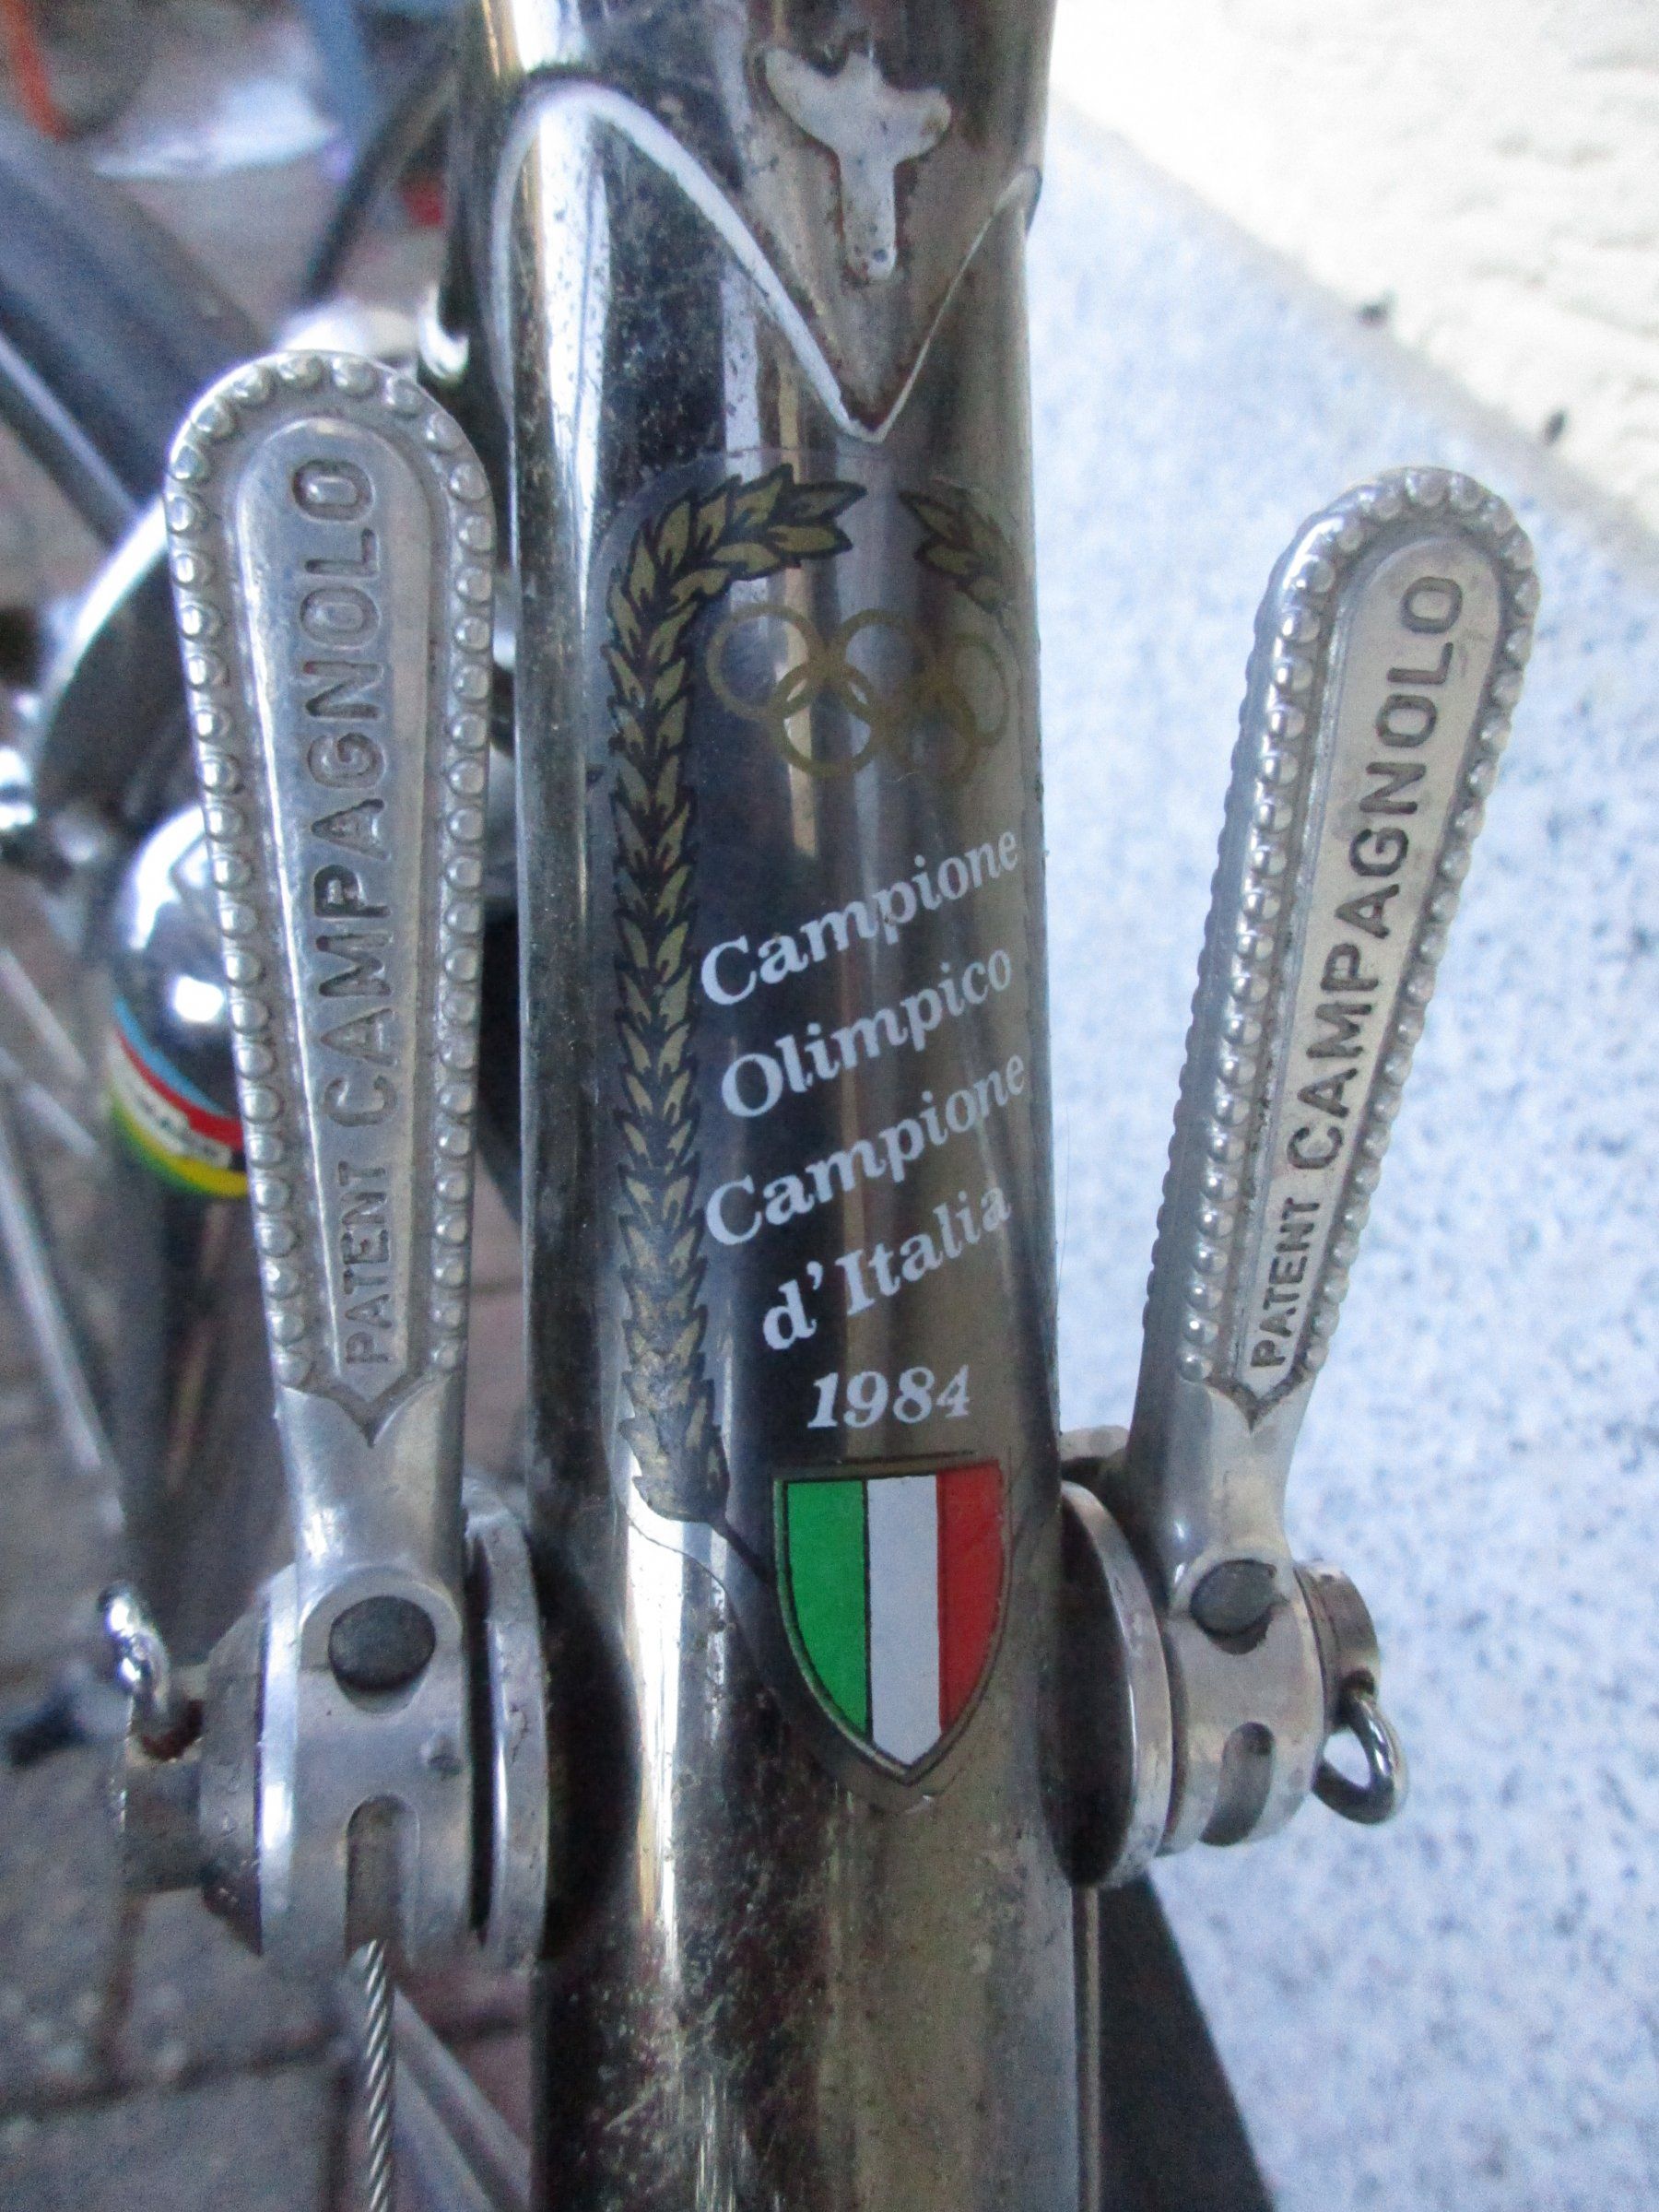 PATENT CAMPAGNOLO
Campione
Olimpico
Campione
d'Italia
1984
PATENT CAMPAGNOLO